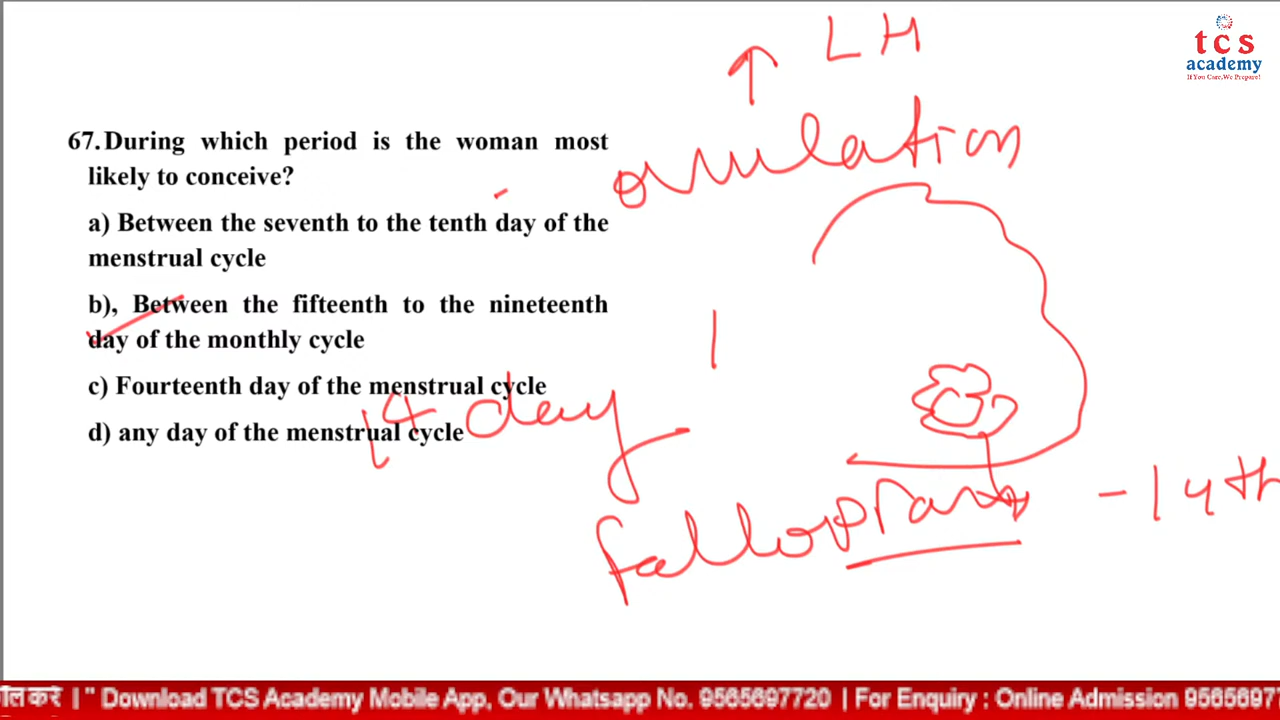 ↑ LH
ovulation
tcs
academy
If You Care,We Prepare!
67. During which period is the woman most
likely to conceive?
a) Between the seventh to the tenth day of the
menstrual cycle
b), Between the fifteenth to the nineteenth
day of the monthly cycle
c) Fourteenth day of the menstrual cycle
14 day
d) any day of the menstrual cycle
- 14th
लि करें | " Download TCS Academy Mobile App, Our Whatsapp No. 9565697720 | For Enquiry : Online Admission 9565697